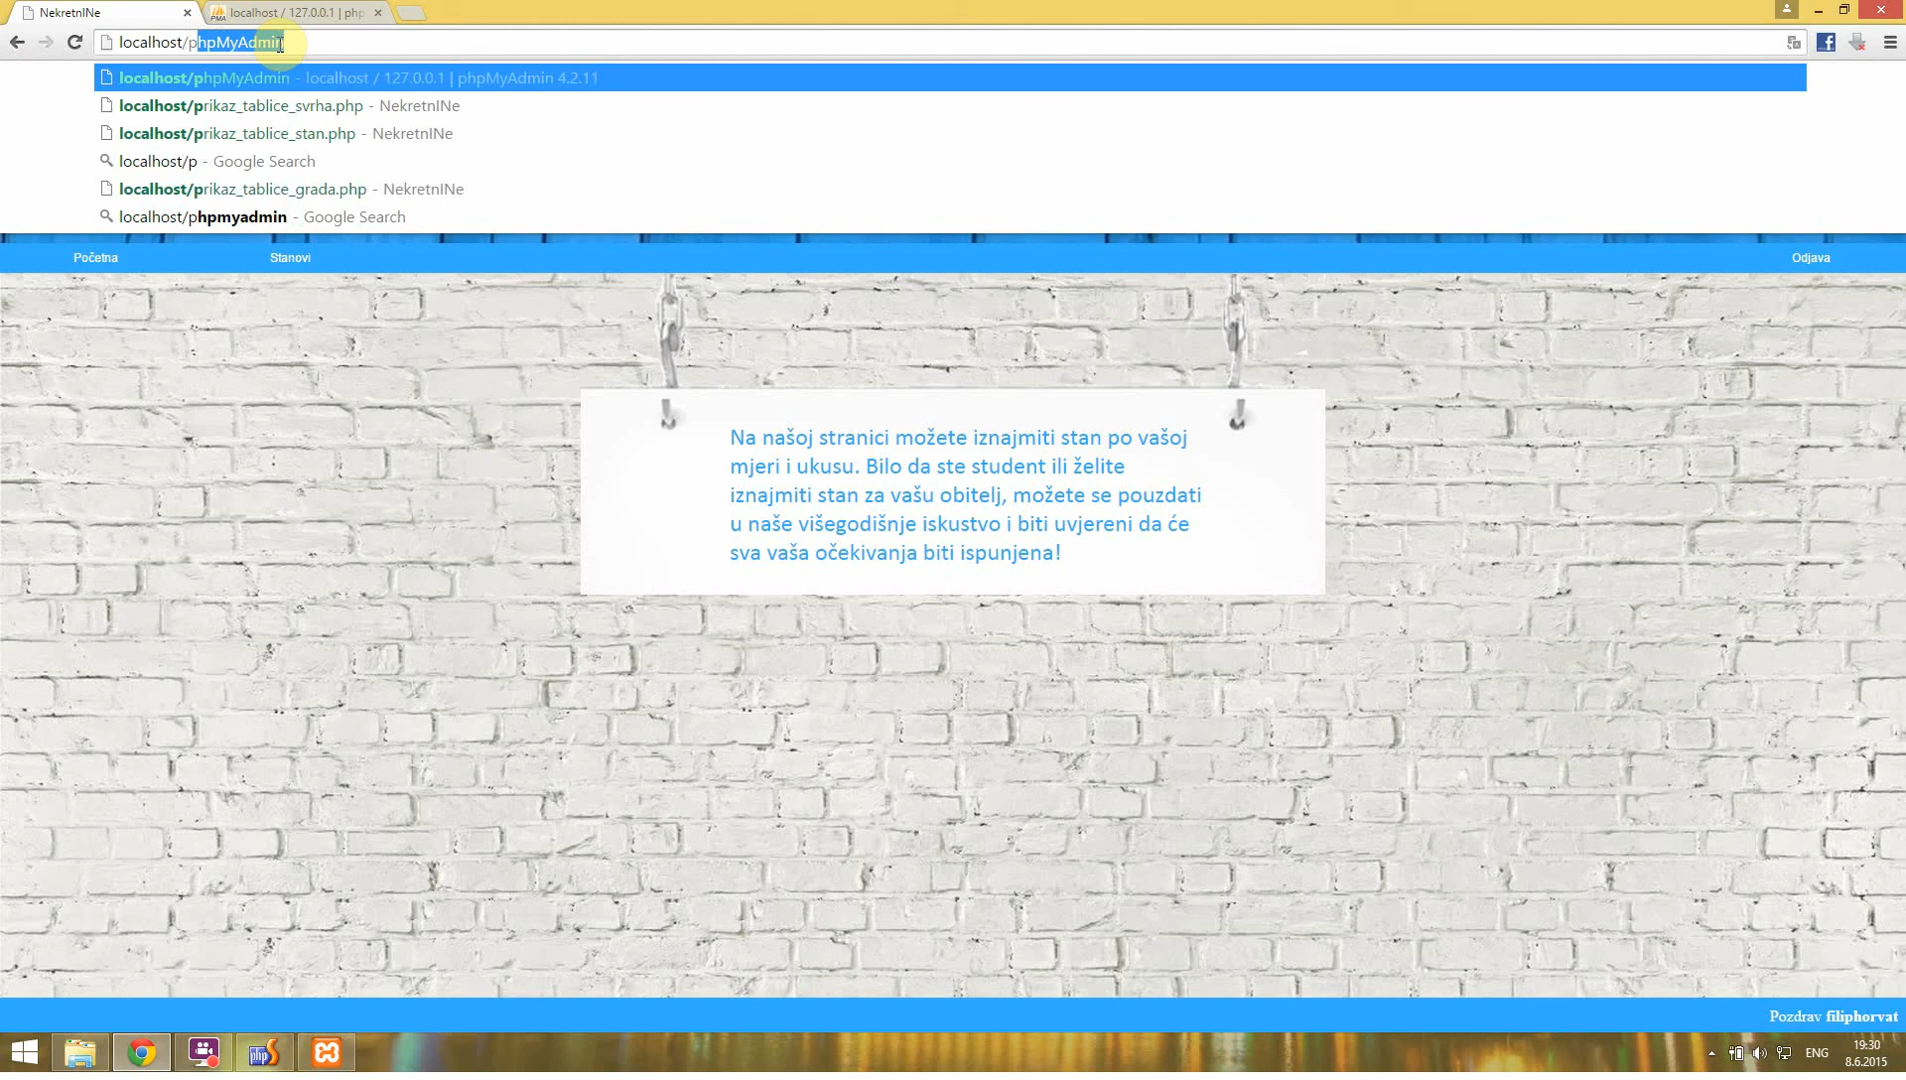 NekretnINe
PMA localhost / 127.0.0.1 | php
localhost/phpMyAdmin
localhost/phpMyAdmin - localhost / 127.0.0.1 | phpMyAdmin 4.2.11
localhost/prikaz_tablice_svrha.php - NekretnINe
localhost/prikaz_tablice_stan.php - NekretnINe
localhost/p - Google Search
localhost/prikaz_tablice_grada.php - NekretnINe
localhost/phpmyadmin - Google Search
Početna Stanovi Odjava
Na našoj stranici možete iznajmiti stan po vašoj
mjeri i ukusu. Bilo da ste student ili želite
iznajmiti stan za vašu obitelj, možete se pouzdati
u naše višegodišnje iskustvo i biti uvjereni da će
sva vaša očekivanja biti ispunjena!
Pozdrav filiphorvat
php
ENG
19:30
8.6.2015